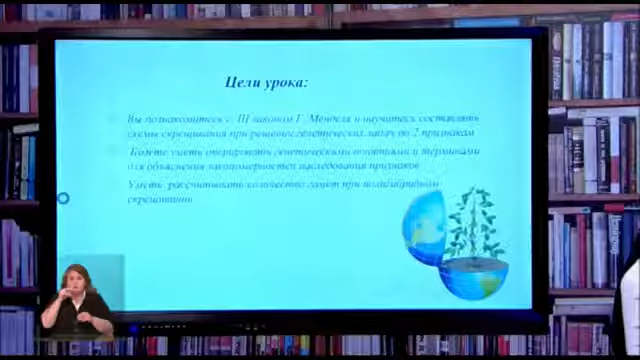 Цели урока:
Вы познакомитесь с III законом Г. Менделя и научитесь составлять
схемы скрещивания при решении генетических задач по 2 признакам
Будете уметь оперировать генетическими понятиями и терминами
для объяснения закономерностей наследования признаков
Уметь рассчитывать количество гамет при полигибридном
скрещивании